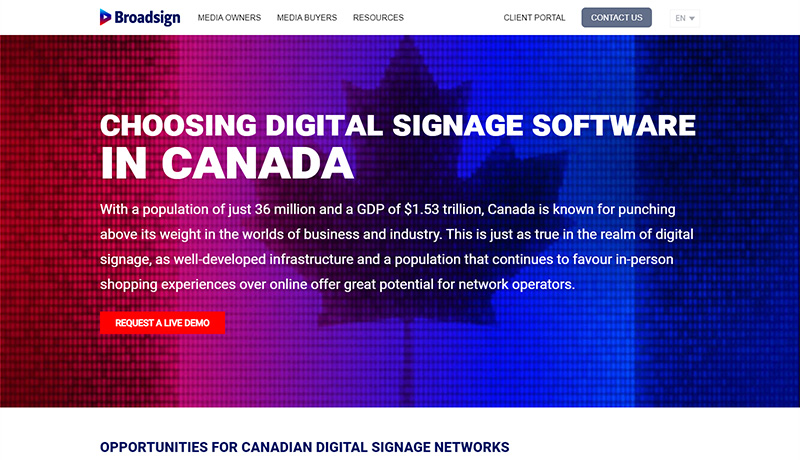 Broadsign
MEDIA OWNERS
MEDIA BUYERS
RESOURCES
CLIENT PORTAL
CONTACT US
EN
CHOOSING DIGITAL SIGNAGE SOFTWARE
IN CANADA
With a population of just 36 million and a GDP of $1.53 trillion, Canada is known for punching
above its weight in the worlds of business and industry. This is just as true in the realm of digital
signage, as well-developed infrastructure and a population that continues to favour in-person
shopping experiences over online offer great potential for network operators.
REQUEST A LIVE DEMO
OPPORTUNITIES FOR CANADIAN DIGITAL SIGNAGE NETWORKS